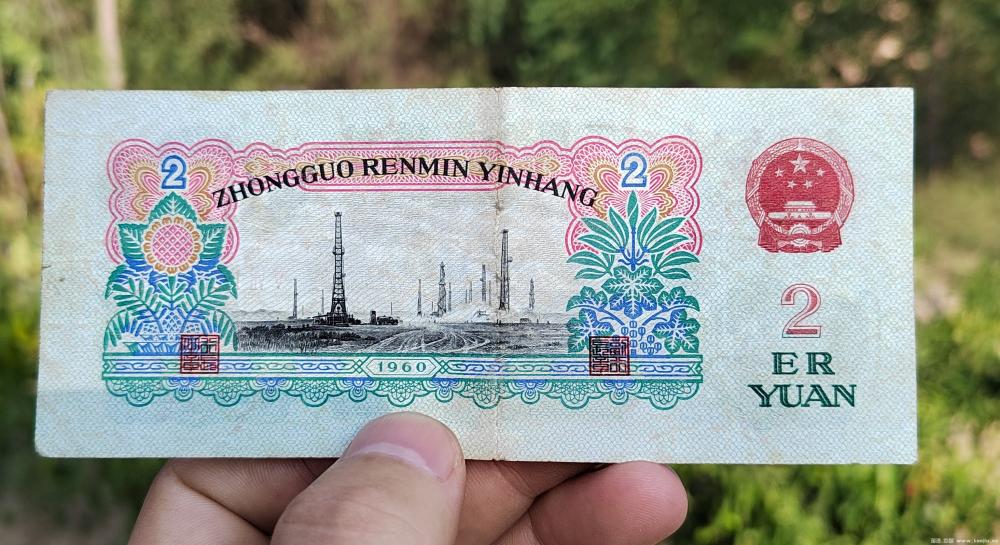 2
2
ZHONGGUO RENMIN YINHANG
1960
2
ER
YUAN